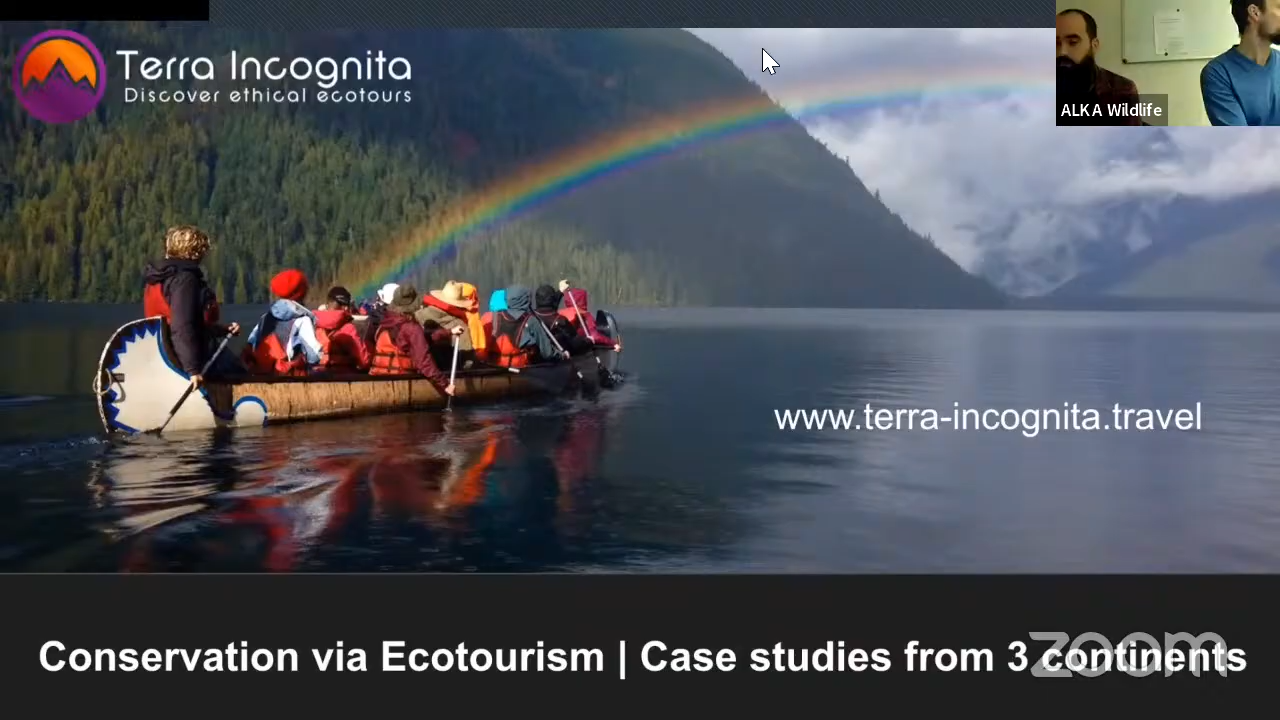 Terra Incognita
Discover ethical ecotours
ALKA Wildlife
www.terra-incognita.travel
Conservation via Ecotourism | Case studies from 3 continents
zoom